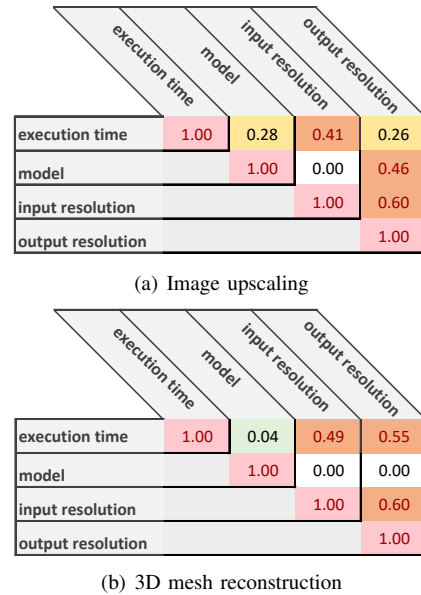 execution time
model
input resolution
output resolution
execution time 1.00 0.28 0.41 0.26
model 1.00 0.00 0.46
input resolution 1.00 0.60
output resolution 1.00
(a) Image upscaling
execution time
model
input resolution
output resolution
execution time 1.00 0.04 0.49 0.55
model 1.00 0.00 0.00
input resolution 1.00 0.60
output resolution 1.00
(b) 3D mesh reconstruction